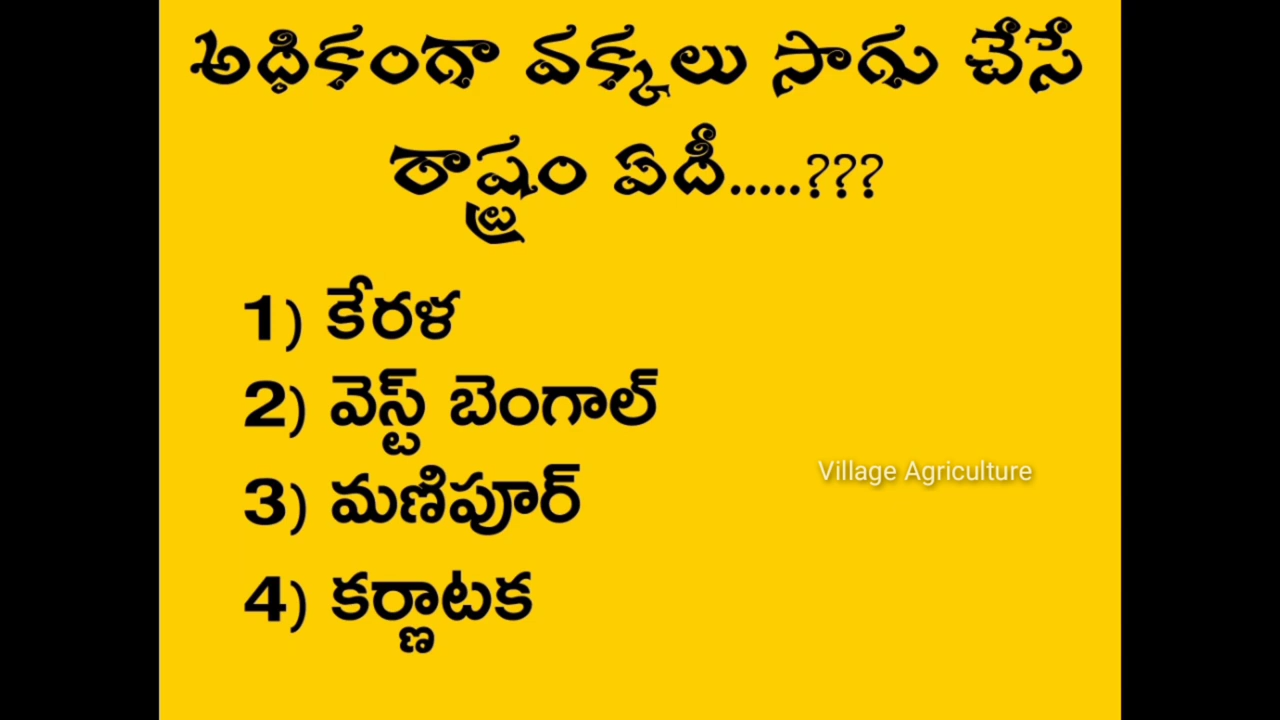 అధికంగా వక్కలు సాగు చేసే
రాష్ట్రం ఏదీ.....???
1) కేరళ
2) వెస్ట్ బెంగాల్
3) మణిపూర్
Village Agriculture
4) కర్ణాటక